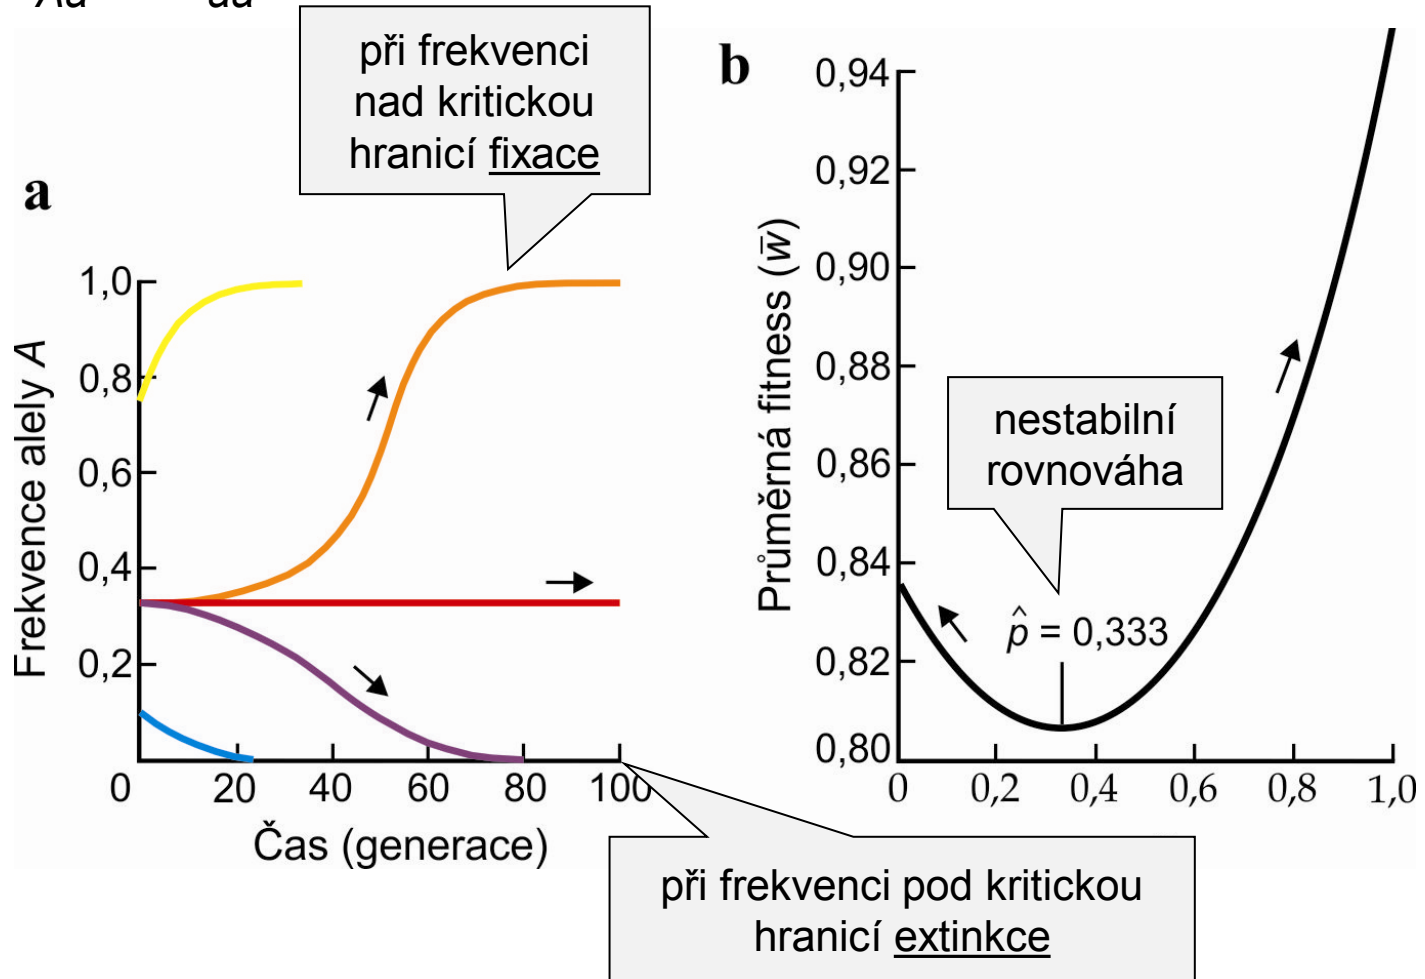 Aa aa
při frekvenci
nad kritickou
hranicí fixace
a
1,0
0,8
0,6
0,4
0,2
Frekvence alely A
0 20 40 60 80 100
Čas (generace)
b
0,94
0,92
0,90
0,88
0,86
0,84
0,82
0,80
Průměrná fitness (w̄)
nestabilní
rovnováha
p̂ = 0,333
0 0,2 0,4 0,6 0,8 1,0
při frekvenci pod kritickou
hranicí extinkce